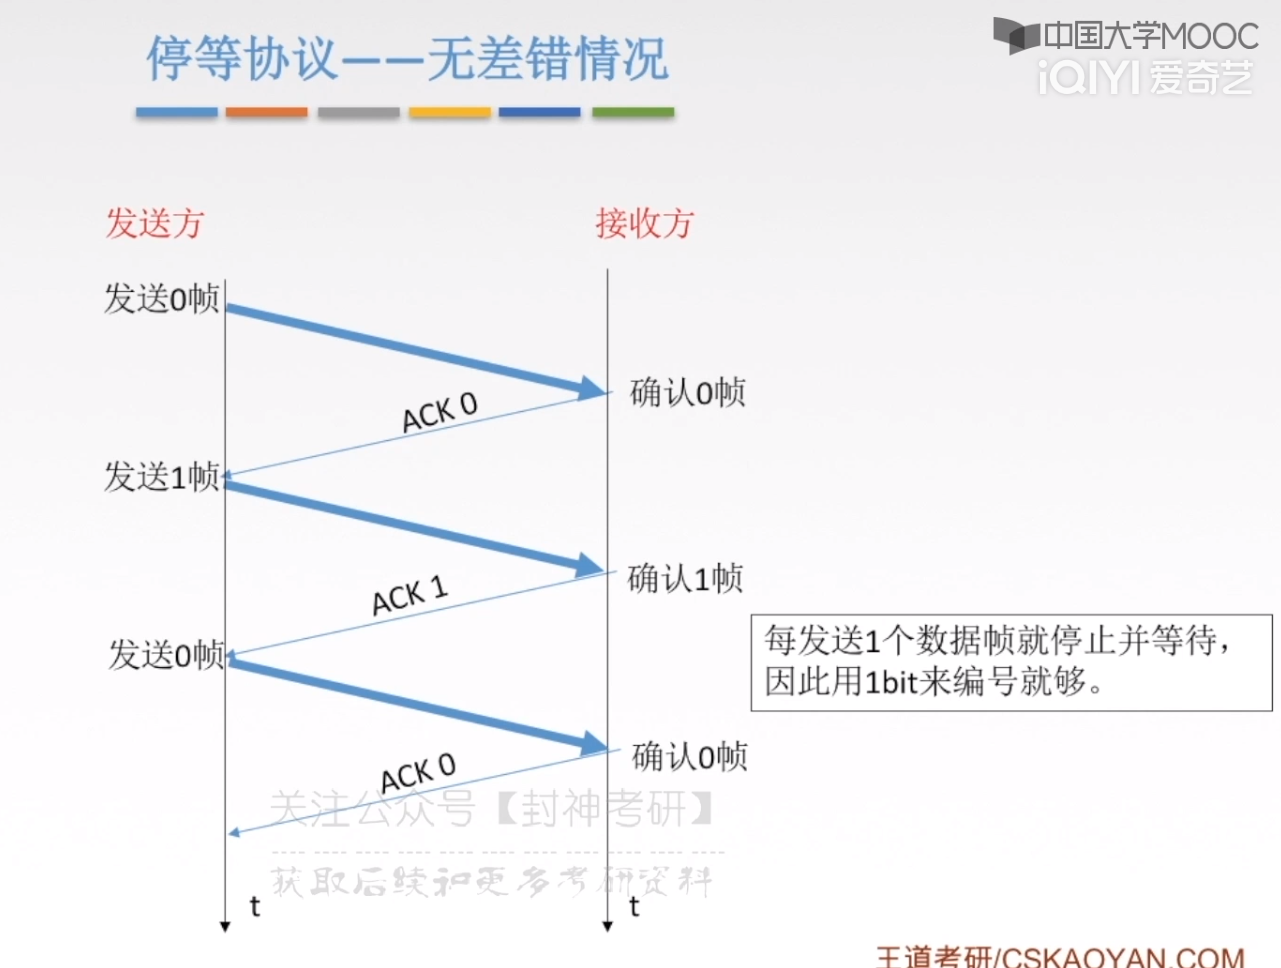 停等协议——无差错情况
中国大学MOOC
iQIYI 爱奇艺
发送方
接收方
发送0帧
确认0帧
ACK 0
发送1帧
确认1帧
ACK 1
每发送1个数据帧就停止并等待，
因此用1bit来编号就够。
发送0帧
确认0帧
ACK 0
关注公众号【封神考研】
获取后续和更多考研资料
t
t
王道考研/CSKAOYAN.COM